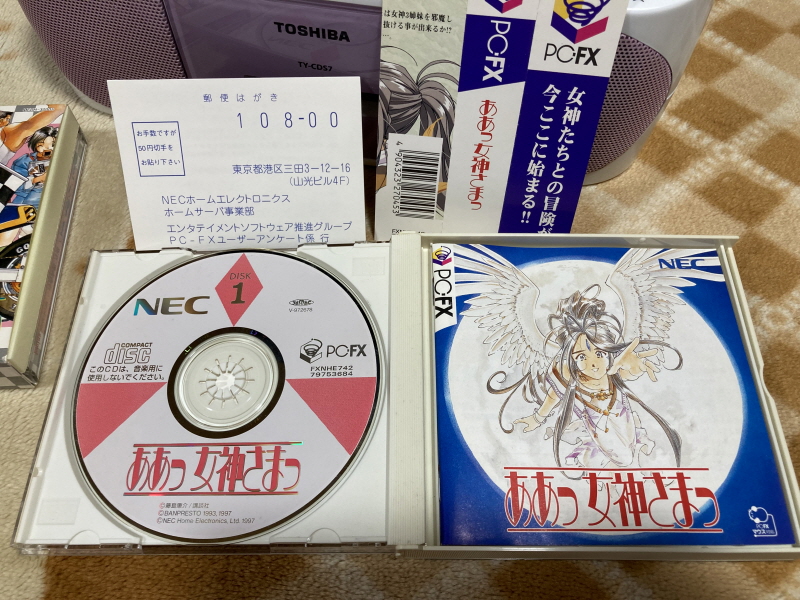 TOSHIBA
TY-CDS7
郵便はがき
108-00
お手数ですが
50円切手を
お貼り下さい
東京都港区三田3-12-16
(山光ビル4F)
NECホームエレクトロニクス
ホームサーバ事業部
エンタテイメントソフトウェア推進グループ
PC-FXユーザーアンケート係 行
は女神3姉妹を邪魔し
抜ける事が出来るか!?
4904323270453
PC-FX
ああっ女神さまっ
PC-FX
女神たちとの冒険が
今ここに始まる!!
NEC
DISK
1
V-972678
COMPACT
disc
このCDは、音楽用に
使用しないでください。
PC-FX
FXNHE742
79753684
ああっ女神さまっ
©藤島康介/講談社
©BANPRESTO 1993,1997
©NEC Home Electronics, Ltd. 1997
PC-FX
NEC
ああっ女神さまっ
マウス